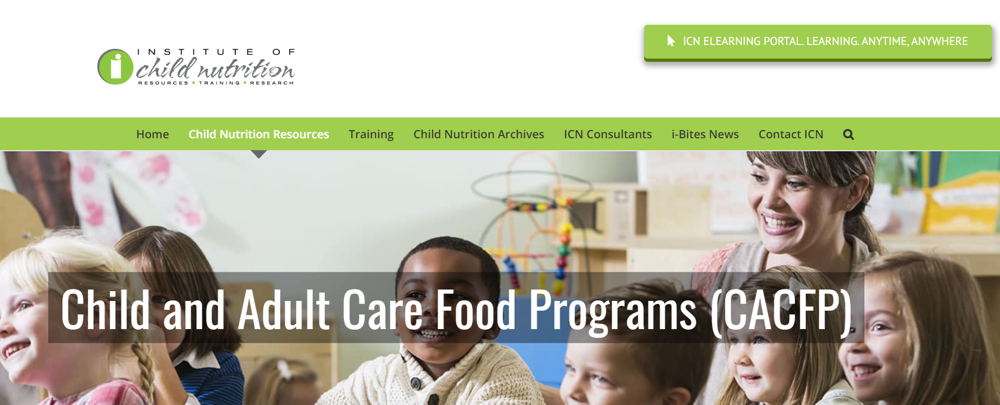 ICN ELEARNING PORTAL. LEARNING. ANYTIME, ANYWHERE
i
INSTITUTE OF
child nutrition
RESOURCES • TRAINING • RESEARCH
Home Child Nutrition Resources Training Child Nutrition Archives ICN Consultants i-Bites News Contact ICN
Child and Adult Care Food Programs (CACFP)